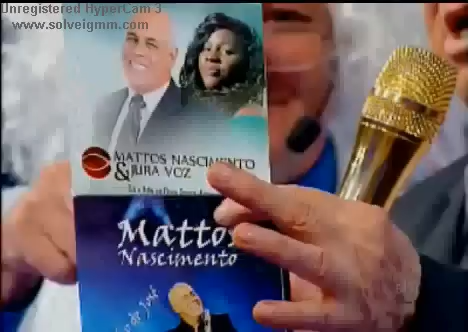 Unregistered HyperCam 3
www.solveigmm.com
MATTOS NASCIMENTO
& JURA VOZ
Mattos
Nascimento